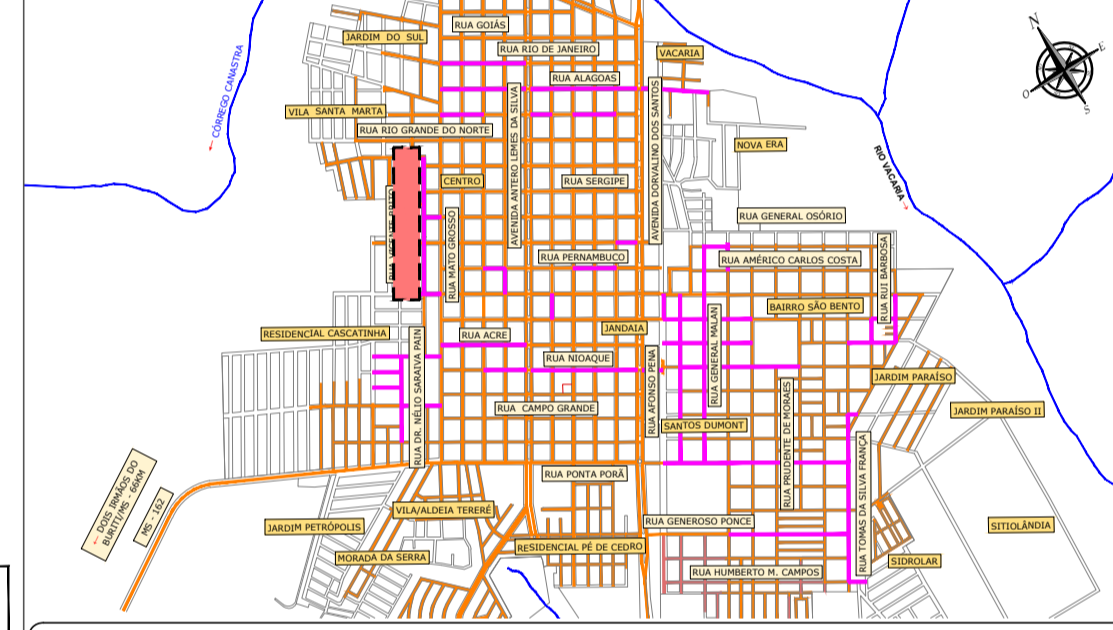 RUA GOIÁS
JARDIM DO SUL
RUA RIO DE JANEIRO
VACARIA
N
E
O
S
RUA ALAGOAS
CÓRREGO CANASTRA
VILA SANTA MARTA
RUA RIO GRANDE DO NORTE
AVENIDA ANTERO LEMES DA SILVA
AVENIDA DORVALINO DOS SANTOS
NOVA ERA
RIO VACARIA
CENTRO
RUA SERGIPE
RUA
RUA MATO GROSSO
RUA GENERAL OSÓRIO
RUA PERNAMBUCO
RUA AMÉRICO CARLOS COSTA
RUA RUI BARBOSA
BAIRRO SÃO BENTO
RESIDENCIAL CASCATINHA
RUA ACRE
JANDAIA
RUA GENERAL MALAN
RUA NIOAQUE
RUA DR. NÉLIO SARAIVA PAIN
RUA AFONSO PENA
JARDIM PARAÍSO
RUA CAMPO GRANDE
RUA PRUDENTE DE MORAES
JARDIM PARAÍSO II
SANTOS DUMONT
DOIS IRMÃOS DO
BURITI/MS - 66KM
MS -162
RUA PONTA PORÃ
RUA TOMAS DA SILVA FRANÇA
VILA/ALDEIA TERERÉ
JARDIM PETRÓPOLIS
RUA GENEROSO PONCE
SITIOLÂNDIA
RESIDENCIAL PÉ DE CEDRO
MORADA DA SERRA
SIDROLAR
RUA HUMBERTO M. CAMPOS